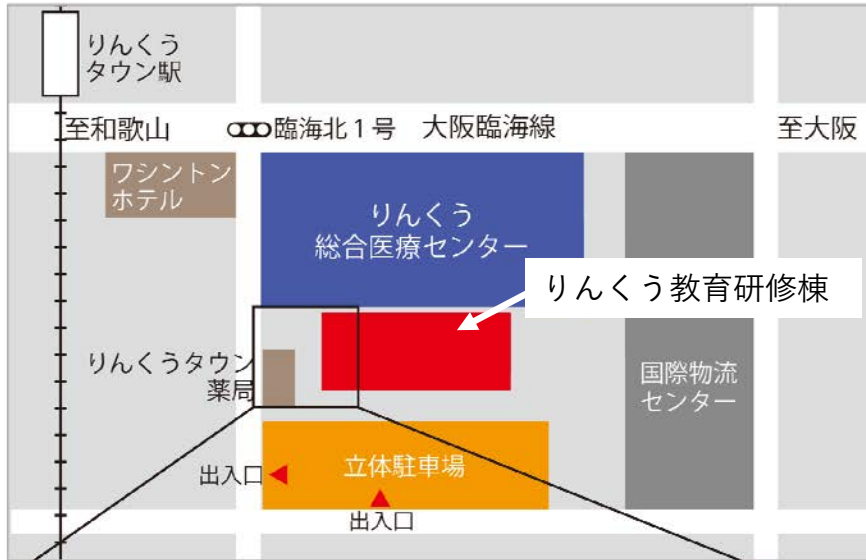 りんくう
タウン駅
至和歌山
臨海北1号
大阪臨海線
至大阪
ワシントン
ホテル
りんくう
総合医療センター
りんくう教育研修棟
りんくうタウン
薬局
国際物流
センター
立体駐車場
出入口
出入口